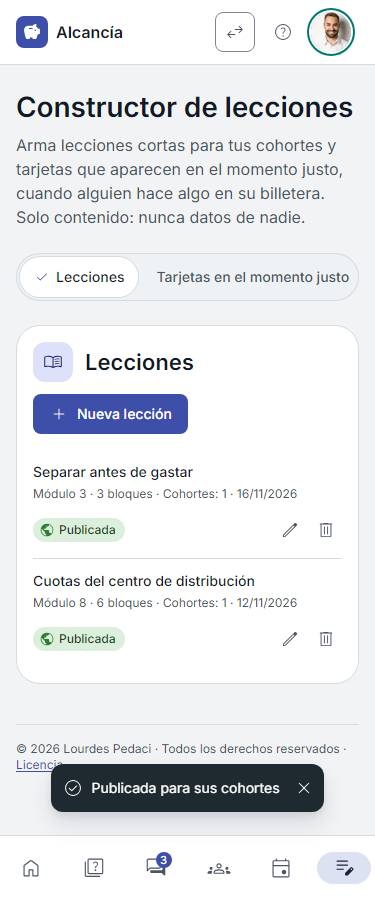 Alcancía
Constructor de lecciones
Arma lecciones cortas para tus cohortes y
tarjetas que aparecen en el momento justo,
cuando alguien hace algo en su billetera.
Solo contenido: nunca datos de nadie.
Lecciones
Tarjetas en el momento justo
Lecciones
Nueva lección
Separar antes de gastar
Módulo 3 · 3 bloques · Cohortes: 1 · 16/11/2026
Publicada
Cuotas del centro de distribución
Módulo 8 · 6 bloques · Cohortes: 1 · 12/11/2026
Publicada
© 2026 Lourdes Pedaci · Todos los derechos reservados ·
Licencia
Publicada para sus cohortes
3